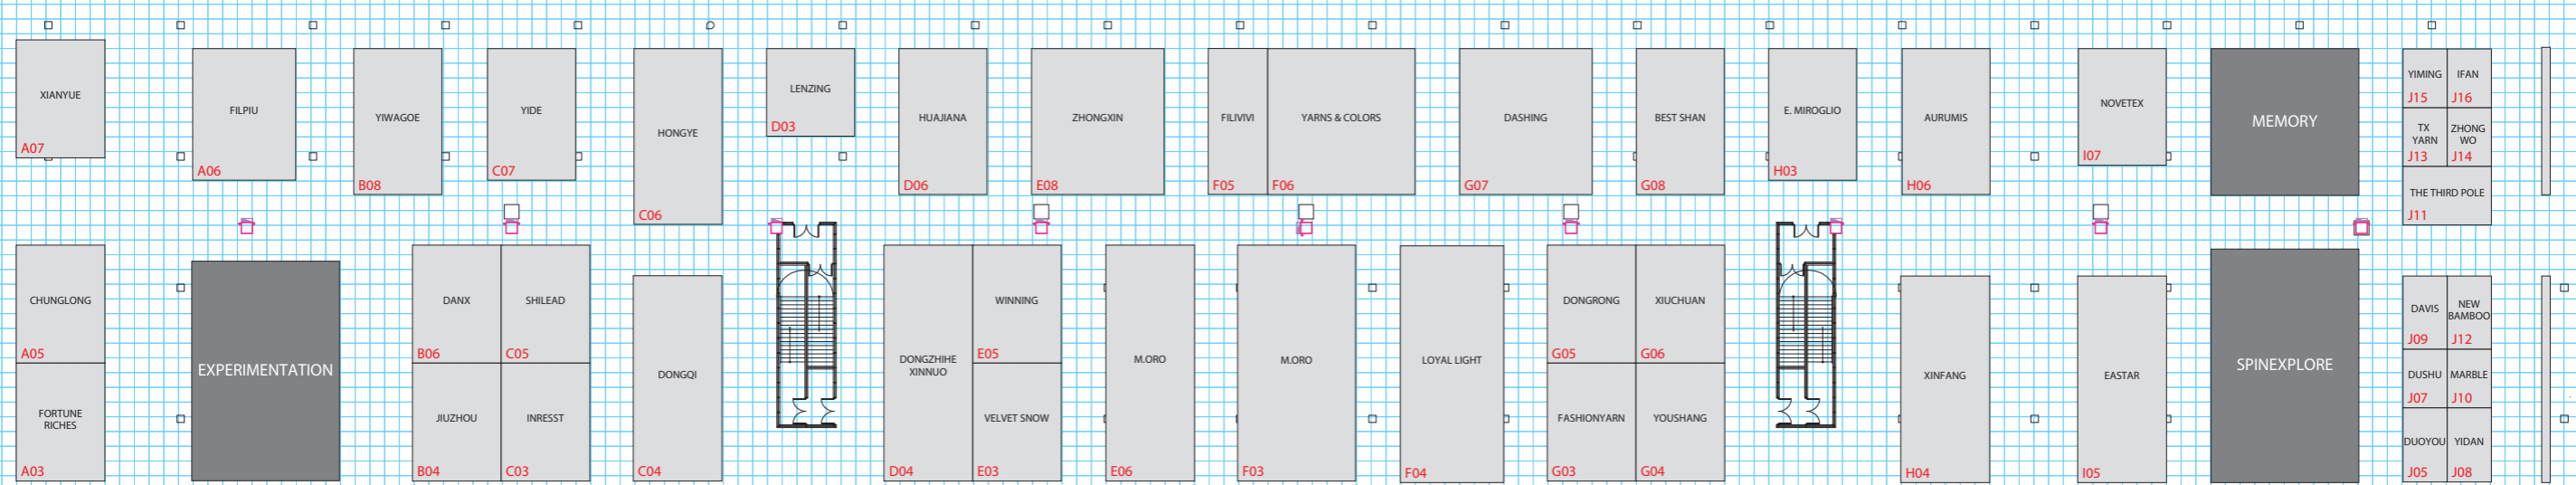 XIANYUE
A07
FILPIU
A06
YIWAGOE
B08
YIDE
C07
HONGYE
C06
LENZING
D03
HUAJIANA
D06
ZHONGXIN
E08
FILIVIVI
F05
YARNS & COLORS
F06
DASHING
G07
BEST SHAN
G08
E. MIROGLIO
H03
AURUMIS
H06
NOVETEX
I07
MEMORY
YIMING
J15
IFAN
J16
TX
YARN
J13
ZHONG
WO
J14
THE THIRD POLE
J11
CHUNGLONG
A05
FORTUNE
RICHES
A03
EXPERIMENTATION
DANX
B06
SHILEAD
C05
JIUZHOU
B04
INRESST
C03
DONGQI
C04
DONGZHIHE
XINNUO
D04
WINNING
E05
VELVET SNOW
E03
M.ORO
E06
M.ORO
F03
LOYAL LIGHT
F04
DONGRONG
G05
XIUCHUAN
G06
FASHIONYARN
G03
YOUSHANG
G04
XINFANG
H04
EASTAR
I05
SPINEXPLORE
DAVIS
J09
NEW
BAMBOO
J12
DUSHU
J07
MARBLE
J10
DUOYOU
J05
YIDAN
J08